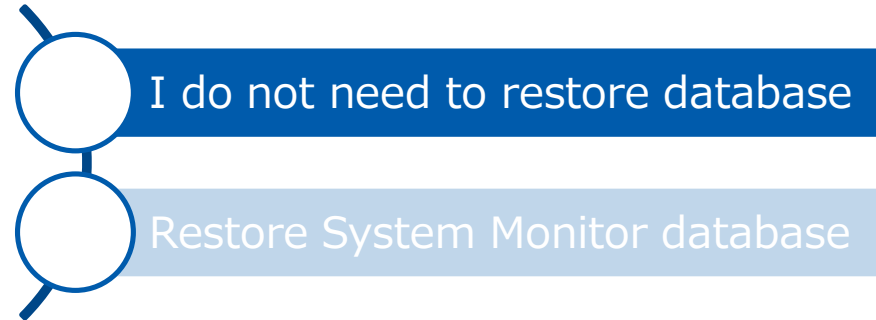 I do not need to restore database
Restore System Monitor database